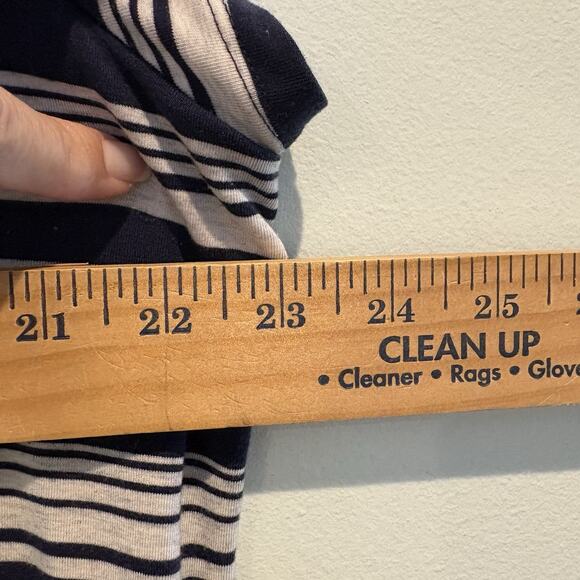 21 22 23 24 25
CLEAN UP
• Cleaner • Rags • Glove